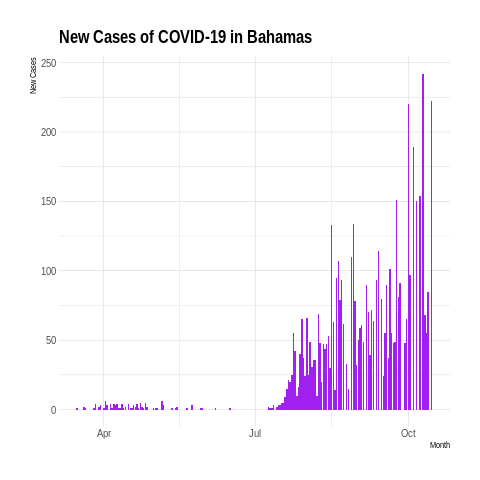 New Cases of COVID-19 in Bahamas
New Cases
250
200
150
100
50
0
Apr
Jul
Oct
Month